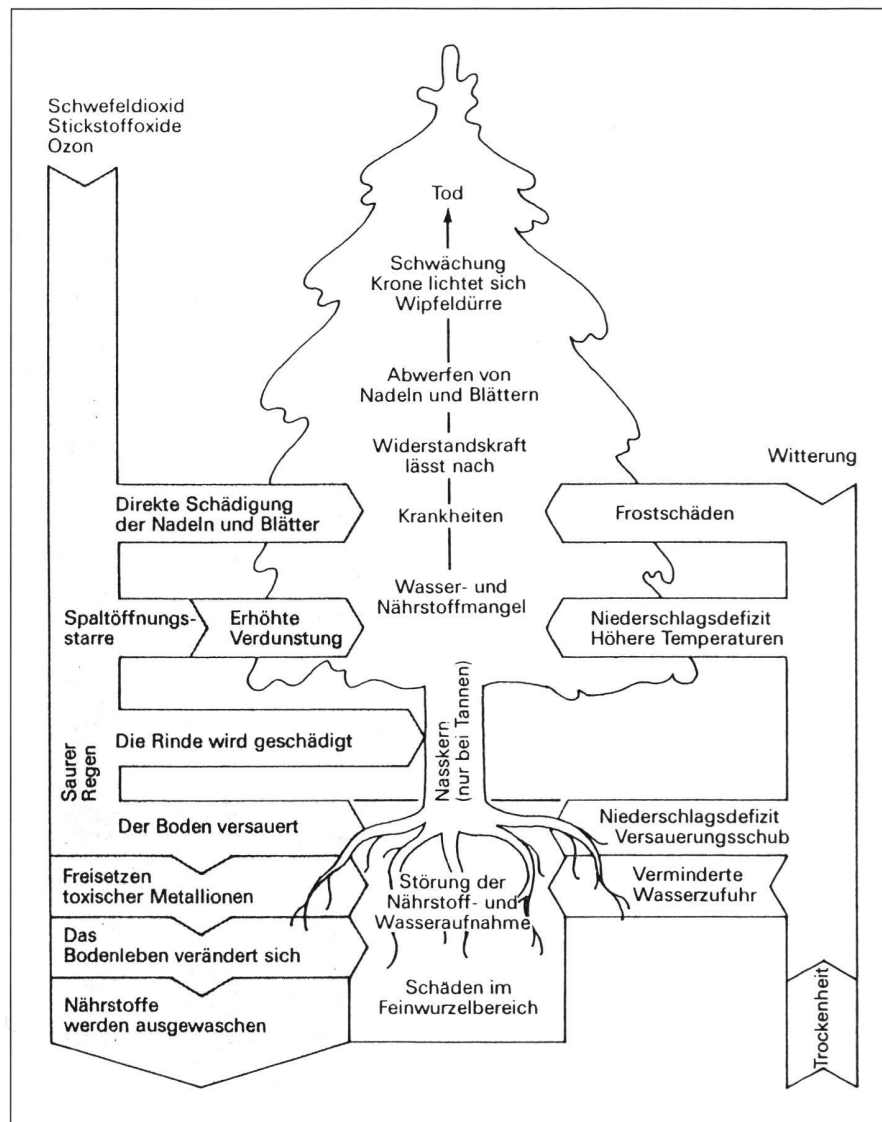 Schwefeldioxid
Stickstoffoxide
Ozon
Tod
Schwächung
Krone lichtet sich
Wipfeldürre
Abwerfen von
Nadeln und Blättern
Widerstandskraft
lässt nach
Witterung
Direkte Schädigung
der Nadeln und Blätter
Krankheiten
Frostschäden
Wasser- und
Nährstoffmangel
Spaltöffnungs-
starre
Erhöhte
Verdunstung
Niederschlagsdefizit
Höhere Temperaturen
Saurer
Regen
Die Rinde wird geschädigt
Nasskern
(nur bei Tannen)
Der Boden versauert
Niederschlagsdefizit
Versauerungsschub
Freisetzen
toxischer Metallionen
Störung der
Nährstoff- und
Wasseraufnahme
Verminderte
Wasserzufuhr
Das
Bodenleben verändert sich
Schäden im
Feinwurzelbereich
Nährstoffe
werden ausgewaschen
Trockenheit